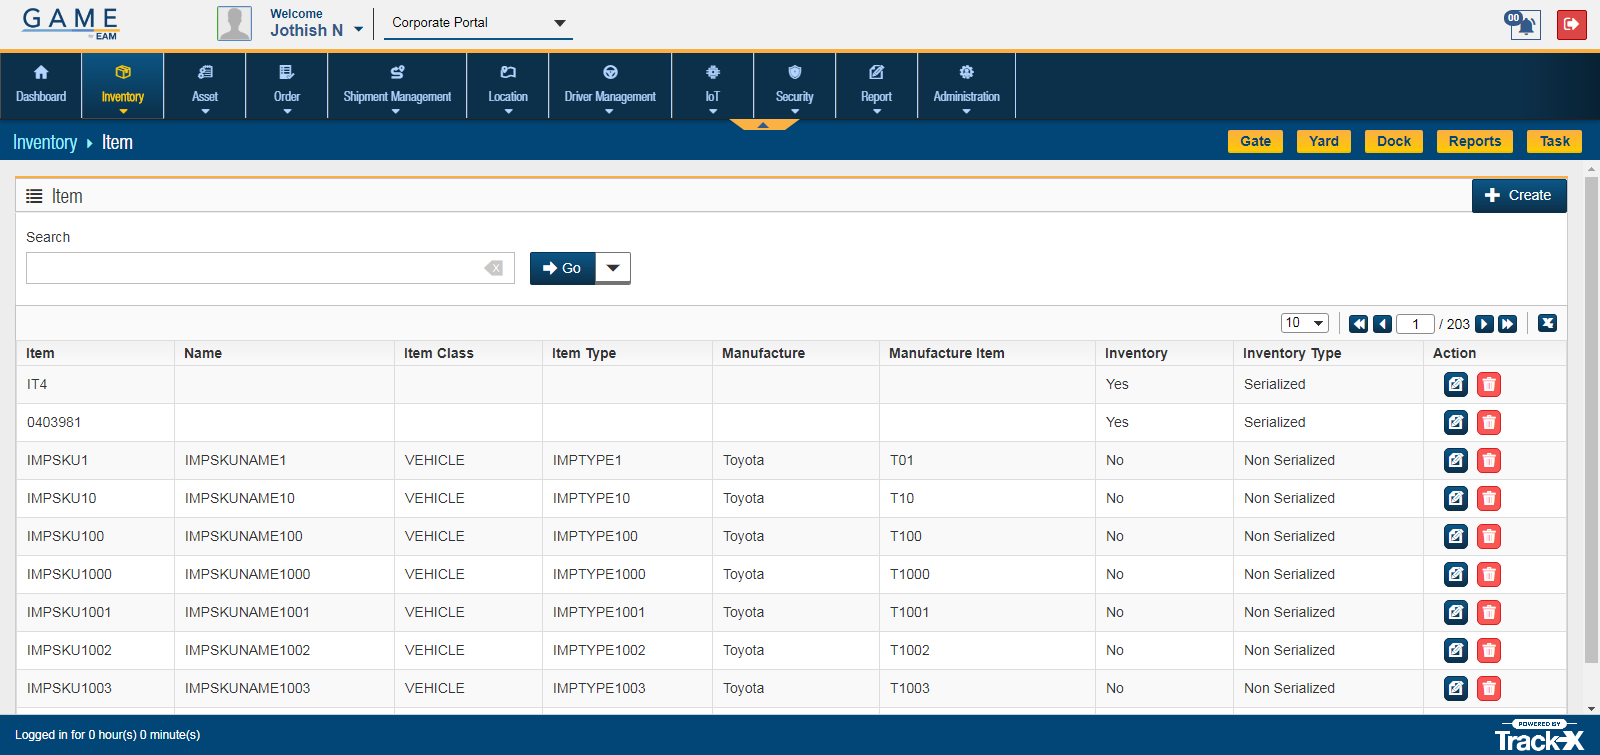 GAME
EAM
Welcome
Jothish N
Corporate Portal
00
Dashboard Inventory Asset Order Shipment Management Location Driver Management IoT Security Report Administration
Inventory Item
Gate Yard Dock Reports Task
Item
Create
Search
Go
10 1 / 203
Item Name Item Class Item Type Manufacture Manufacture Item Inventory Inventory Type Action
IT4 Yes Serialized
0403981 Yes Serialized
IMPSKU1 IMPSKUNAME1 VEHICLE IMPTYPE1 Toyota T01 No Non Serialized
IMPSKU10 IMPSKUNAME10 VEHICLE IMPTYPE10 Toyota T10 No Non Serialized
IMPSKU100 IMPSKUNAME100 VEHICLE IMPTYPE100 Toyota T100 No Non Serialized
IMPSKU1000 IMPSKUNAME1000 VEHICLE IMPTYPE1000 Toyota T1000 No Non Serialized
IMPSKU1001 IMPSKUNAME1001 VEHICLE IMPTYPE1001 Toyota T1001 No Non Serialized
IMPSKU1002 IMPSKUNAME1002 VEHICLE IMPTYPE1002 Toyota T1002 No Non Serialized
IMPSKU1003 IMPSKUNAME1003 VEHICLE IMPTYPE1003 Toyota T1003 No Non Serialized
Logged in for 0 hour(s) 0 minute(s)
POWERED BY
Track-X